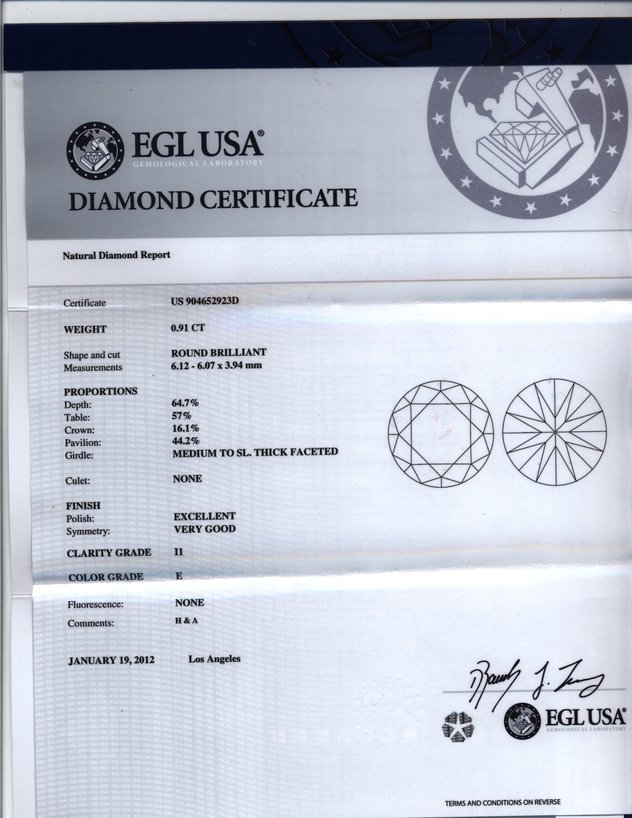 EGL USA®
GEMOLOGICAL LABORATORY
DIAMOND CERTIFICATE
Natural Diamond Report
Certificate US 904652923D
WEIGHT 0.91 CT
Shape and cut ROUND BRILLIANT
Measurements 6.12 - 6.07 x 3.94 mm
PROPORTIONS
Depth: 64.7%
Table: 57%
Crown: 16.1%
Pavilion: 44.2%
Girdle: MEDIUM TO SL. THICK FACETED
Culet: NONE
FINISH
Polish: EXCELLENT
Symmetry: VERY GOOD
CLARITY GRADE I1
COLOR GRADE E
Fluorescence: NONE
Comments: H & A
JANUARY 19, 2012 Los Angeles
EGL USA®
GEMOLOGICAL LABORATORY
TERMS AND CONDITIONS ON REVERSE